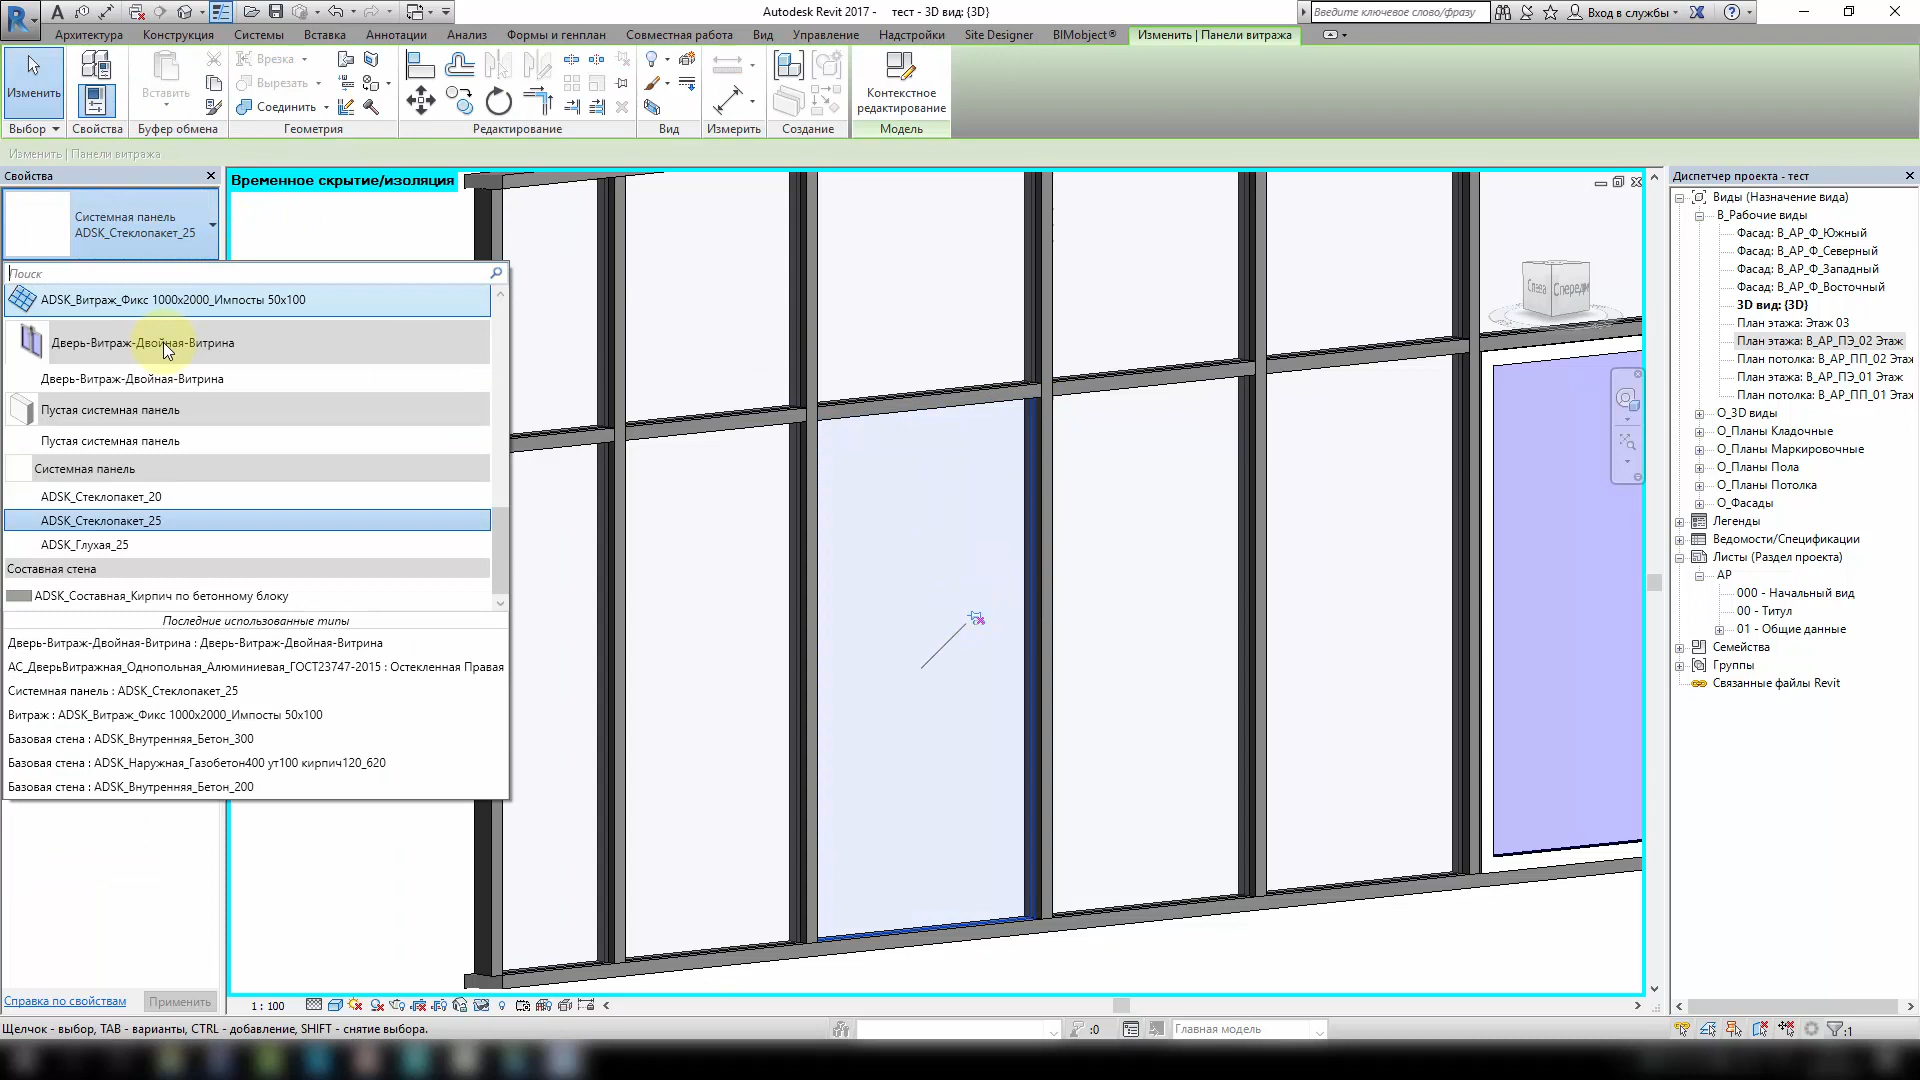 Autodesk Revit 2017 - тест - 3D вид: {3D}
Введите ключевое слово/фразу
Вход в службы
Архитектура Конструкция Системы Вставка Аннотации Анализ Формы и генплан Совместная работа Вид Управление Надстройки Site Designer BIMobject® Изменить | Панели витража
Изменить
Вставить
Врезка
Вырезать
Соединить
Контекстное
редактирование
Выбор Свойства Буфер обмена Геометрия Редактирование Вид Измерить Создание Модель
Изменить | Панели витража
Свойства
Системная панель
ADSK_Стеклопакет_25
Поиск
ADSK_Витраж_Фикс 1000x2000_Импосты 50x100
Дверь-Витраж-Двойная-Витрина
Дверь-Витраж-Двойная-Витрина
Пустая системная панель
Пустая системная панель
Системная панель
ADSK_Стеклопакет_20
ADSK_Стеклопакет_25
ADSK_Глухая_25
Составная стена
ADSK_Составная_Кирпич по бетонному блоку
Последние использованные типы
Дверь-Витраж-Двойная-Витрина : Дверь-Витраж-Двойная-Витрина
АС_ДверьВитражная_Однопольная_Алюминиевая_ГОСТ23747-2015 : Остекленная Правая
Системная панель : ADSK_Стеклопакет_25
Витраж : ADSK_Витраж_Фикс 1000x2000_Импосты 50x100
Базовая стена : ADSK_Внутренняя_Бетон_300
Базовая стена : ADSK_Наружная_Газобетон400 ут100 кирпич120_620
Базовая стена : ADSK_Внутренняя_Бетон_200
Справка по свойствам
Применить
Временное скрытие/изоляция
Слева
Спереди
1 : 100
Диспетчер проекта - тест
Виды (Назначение вида)
В_Рабочие виды
Фасад: В_АР_Ф_Южный
Фасад: В_АР_Ф_Северный
Фасад: В_АР_Ф_Западный
Фасад: В_АР_Ф_Восточный
3D вид: {3D}
План этажа: Этаж 03
План этажа: В_АР_ПЭ_02 Этаж
План потолка: В_АР_ПП_02 Этаж
План этажа: В_АР_ПЭ_01 Этаж
План потолка: В_АР_ПП_01 Этаж
О_3D виды
О_Планы Кладочные
О_Планы Маркировочные
О_Планы Пола
О_Планы Потолка
О_Фасады
Легенды
Ведомости/Спецификации
Листы (Раздел проекта)
АР
000 - Начальный вид
00 - Титул
01 - Общие данные
Семейства
Группы
Связанные файлы Revit
Щелчок - выбор, TAB - варианты, CTRL - добавление, SHIFT - снятие выбора.
:0
Главная модель
:1